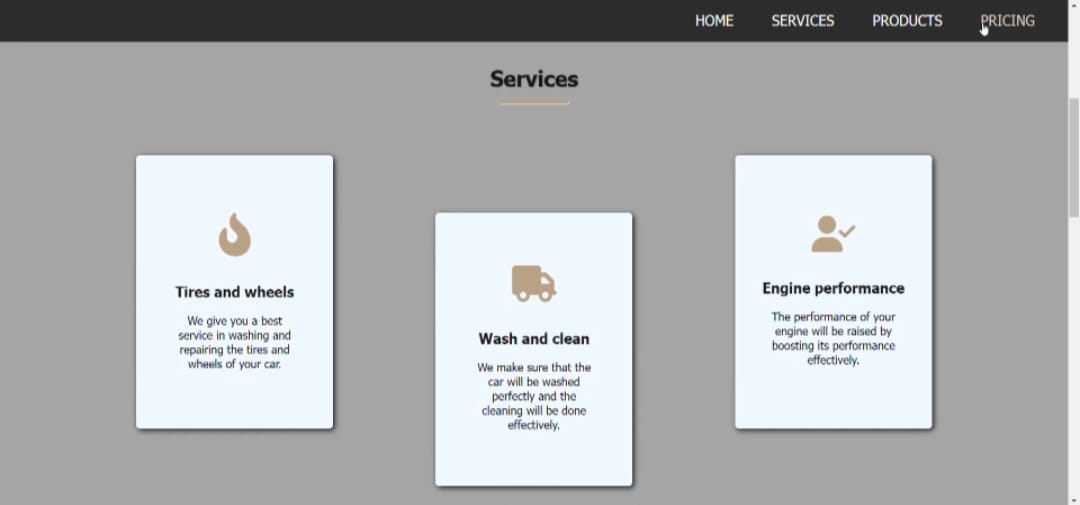 HOME SERVICES PRODUCTS PRICING
Services
Tires and wheels
We give you a best
service in washing and
repairing the tires and
wheels of your car.
Wash and clean
We make sure that the
car will be washed
perfectly and the
cleaning will be done
effectively.
Engine performance
The performance of your
engine will be raised by
boosting its performance
effectively.